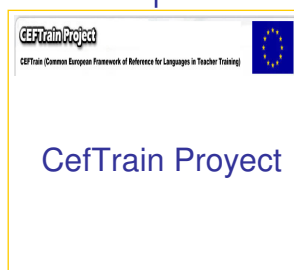 CEFTrain Project
CEFTrain (Common European Framework of Reference for Languages in Teacher Training)
CefTrain Proyect